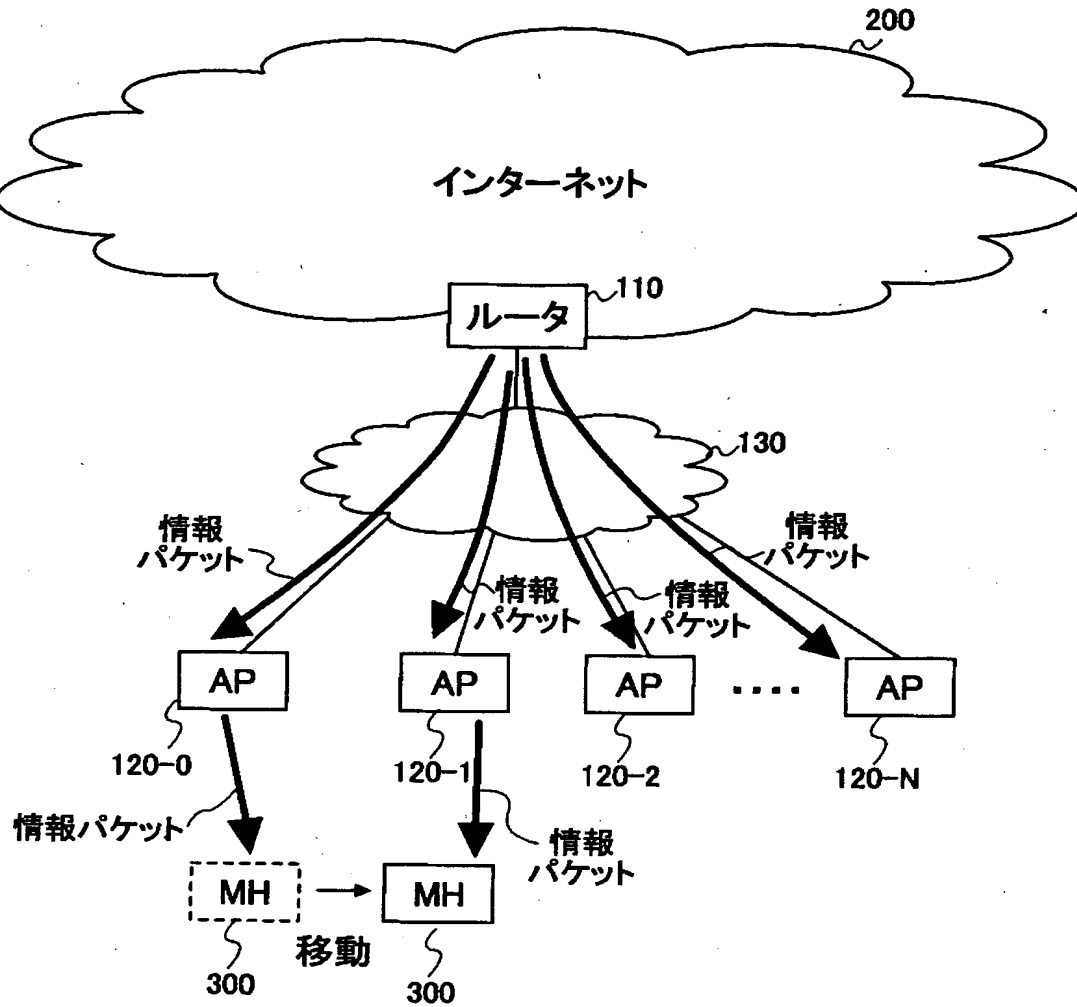 200
インターネット
110
ルータ
130
情報
パケット
情報
パケット
情報
パケット
情報
パケット
AP
AP
AP
····
AP
120-0
120-1
120-2
120-N
情報パケット
情報
パケット
MH
MH
移動
300
300